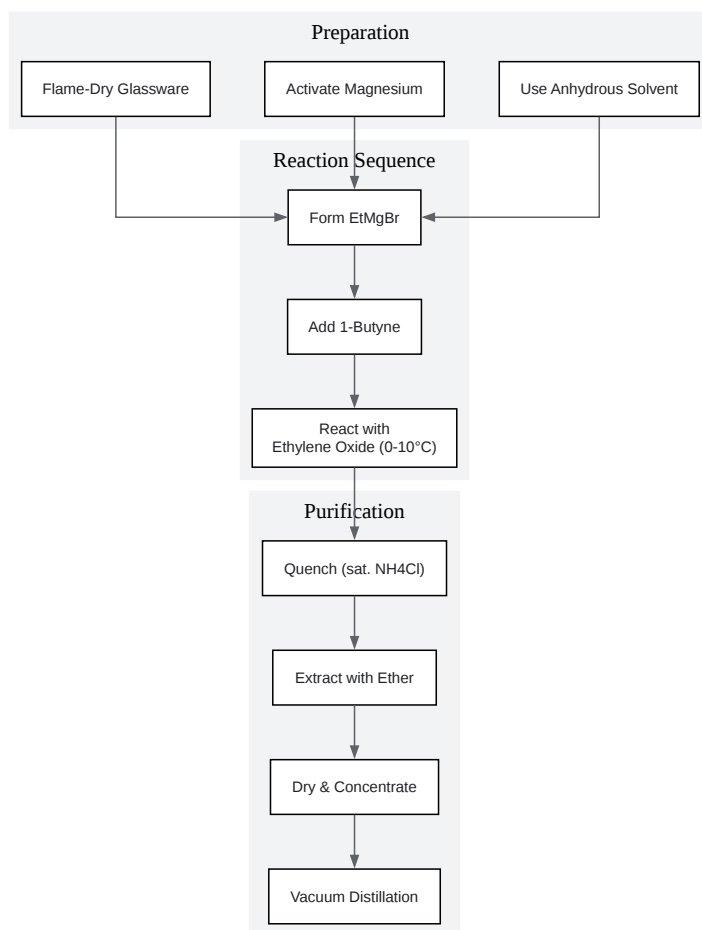 Preparation
Flame-Dry Glassware
Activate Magnesium
Use Anhydrous Solvent
Reaction Sequence
Form EtMgBr
Add 1-Butyne
React with
Ethylene Oxide (0-10°C)
Purification
Quench (sat. NH4Cl)
Extract with Ether
Dry & Concentrate
Vacuum Distillation